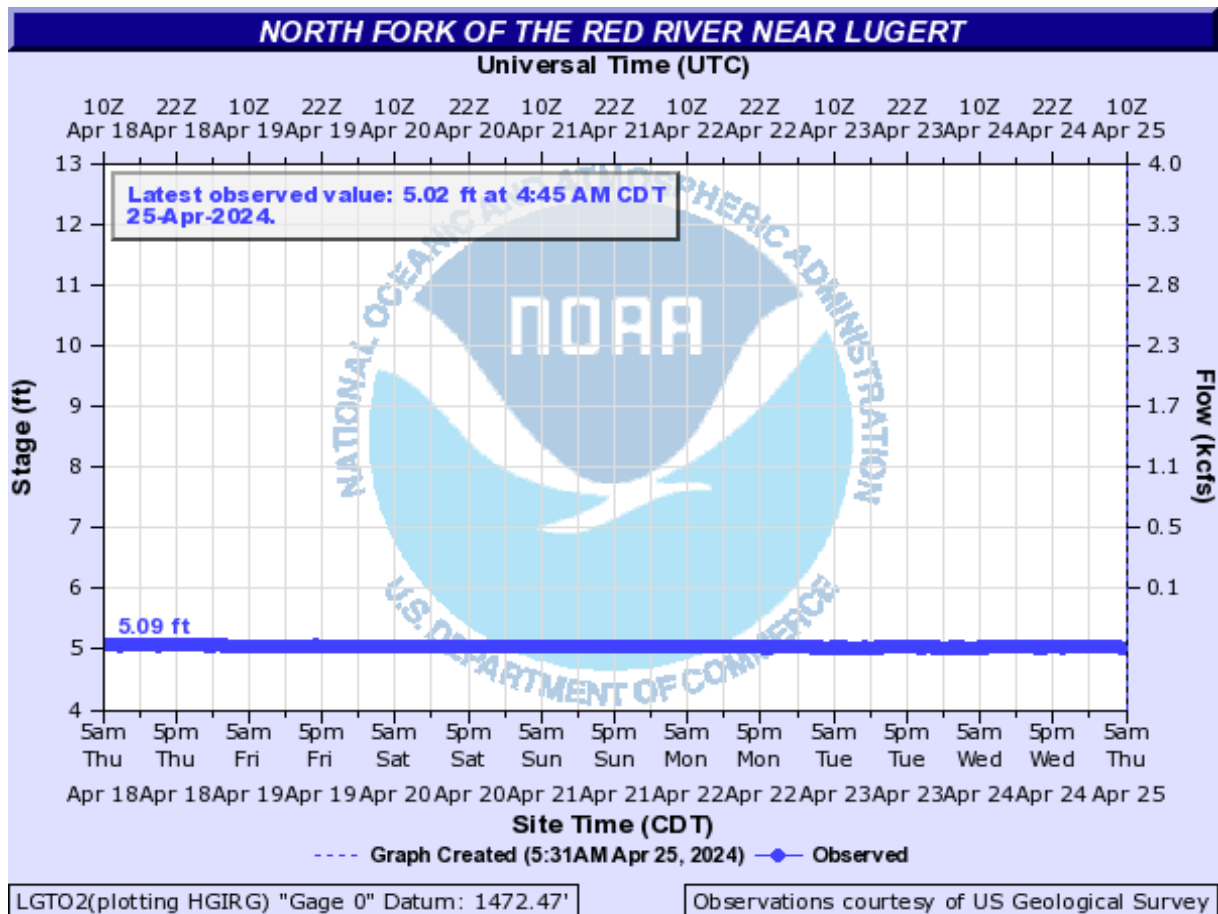 NORTH FORK OF THE RED RIVER NEAR LUGERT
Universal Time (UTC)
10Z 22Z 10Z 22Z 10Z 22Z 10Z 22Z 10Z 22Z 10Z 22Z 10Z 22Z 10Z
Apr 18 Apr 18 Apr 19 Apr 19 Apr 20 Apr 20 Apr 21 Apr 21 Apr 22 Apr 22 Apr 23 Apr 23 Apr 24 Apr 24 Apr 25
Latest observed value: 5.02 ft at 4:45 AM CDT
25-Apr-2024.
NATIONAL OCEANIC AND ATMOSPHERIC ADMINISTRATION
NOAA
U.S. DEPARTMENT OF COMMERCE
Stage (ft)
13
12
11
10
9
8
7
6
5
4
5.09 ft
4.0
3.3
2.8
2.3
1.7
1.1
0.5
0.1
Flow (kcfs)
5am 5pm 5am 5pm 5am 5pm 5am 5pm 5am 5pm 5am 5pm 5am 5pm 5am
Thu Thu Fri Fri Sat Sat Sun Sun Mon Mon Tue Tue Wed Wed Thu
Apr 18 Apr 18 Apr 19 Apr 19 Apr 20 Apr 20 Apr 21 Apr 21 Apr 22 Apr 22 Apr 23 Apr 23 Apr 24 Apr 24 Apr 25
Site Time (CDT)
Graph Created (5:31AM Apr 25, 2024) Observed
LGTO2(plotting HGIRG) "Gage 0" Datum: 1472.47'
Observations courtesy of US Geological Survey